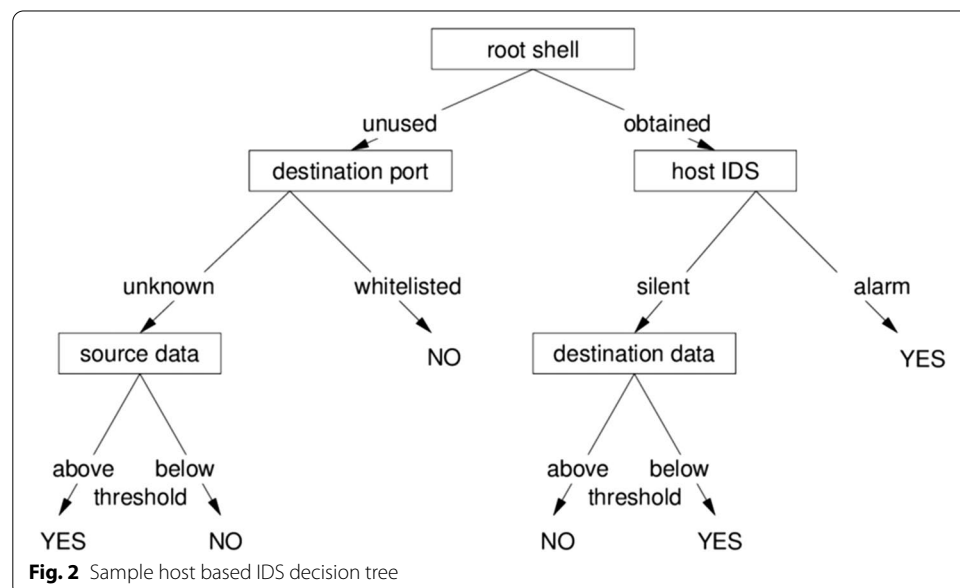 root shell
unused obtained
destination port host IDS
unknown whitelisted silent alarm
source data NO destination data YES
above below above below
threshold threshold
YES NO NO YES
Fig. 2 Sample host based IDS decision tree